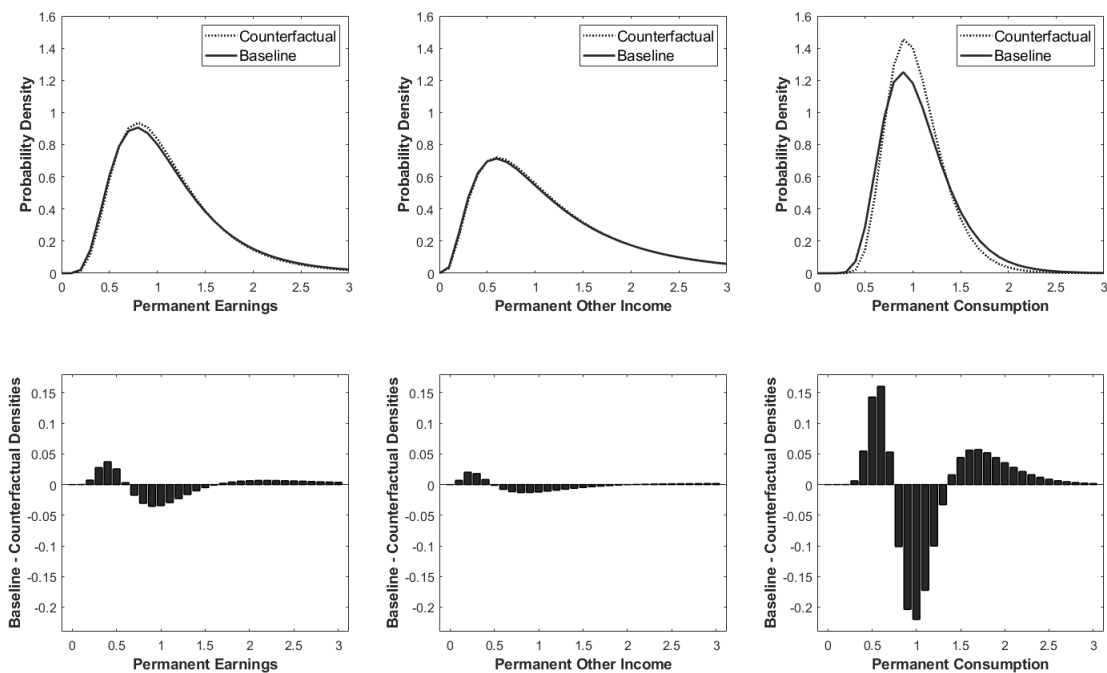 Probability Density
1.6
1.4
1.2
1
0.8
0.6
0.4
0.2
0
Counterfactual
Baseline
0 0.5 1 1.5 2 2.5 3
Permanent Earnings
Probability Density
1.6
1.4
1.2
1
0.8
0.6
0.4
0.2
0
Counterfactual
Baseline
0 0.5 1 1.5 2 2.5 3
Permanent Other Income
Probability Density
1.6
1.4
1.2
1
0.8
0.6
0.4
0.2
0
Counterfactual
Baseline
0 0.5 1 1.5 2 2.5 3
Permanent Consumption
Baseline - Counterfactual Densities
0.15
0.1
0.05
0
-0.05
-0.1
-0.15
-0.2
0 0.5 1 1.5 2 2.5 3
Permanent Earnings
Baseline - Counterfactual Densities
0.15
0.1
0.05
0
-0.05
-0.1
-0.15
-0.2
0 0.5 1 1.5 2 2.5 3
Permanent Other Income
Baseline - Counterfactual Densities
0.15
0.1
0.05
0
-0.05
-0.1
-0.15
-0.2
0 0.5 1 1.5 2 2.5 3
Permanent Consumption